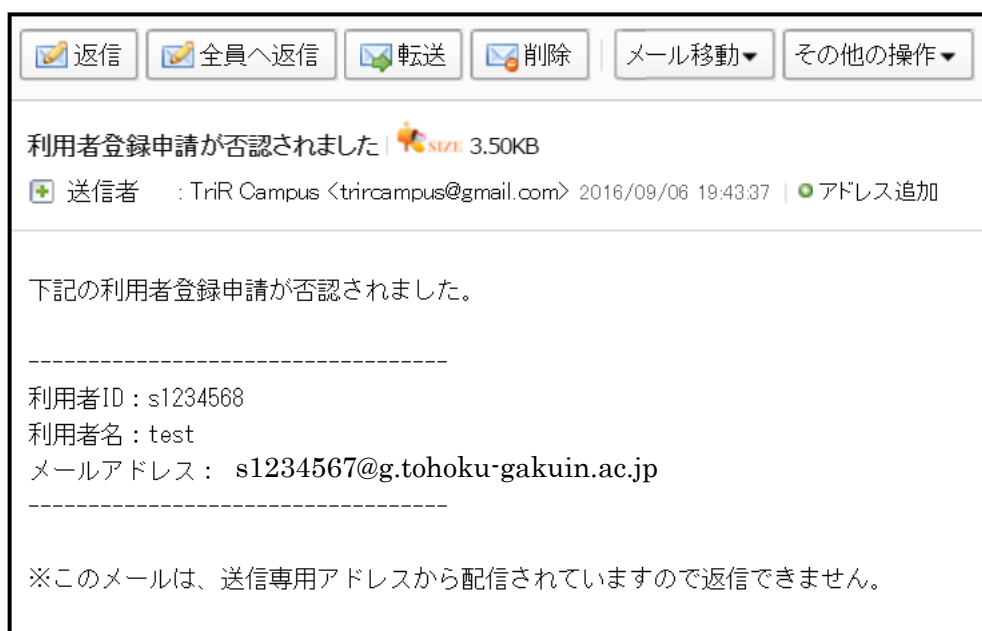 返信 全員へ返信 転送 削除 メール移動▼ その他の操作▼
利用者登録申請が否認されました SIZE 3.50KB
送信者 : TriR Campus <trircampus@gmail.com> 2016/09/06 19:43:37 アドレス追加
下記の利用者登録申請が否認されました。
-----------------------------------
利用者ID：s1234568
利用者名：test
メールアドレス： s1234567@g.tohoku-gakuin.ac.jp
-----------------------------------
※このメールは、送信専用アドレスから配信されていますので返信できません。